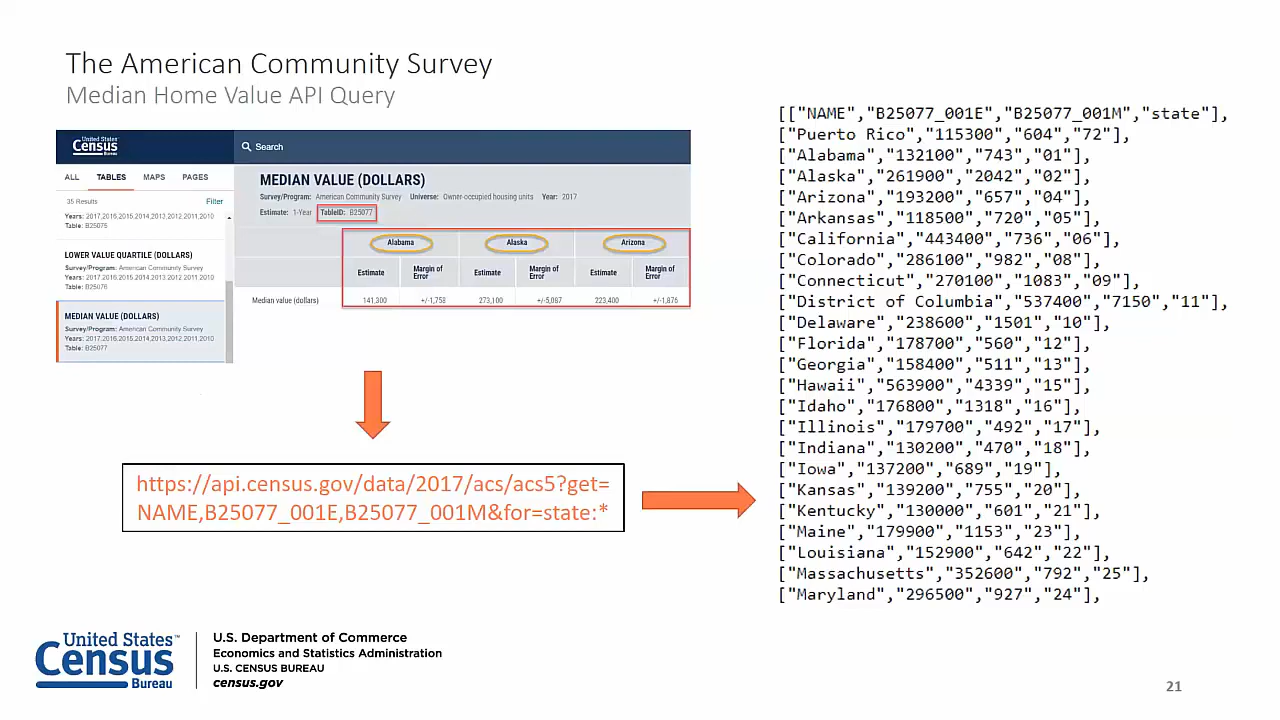 The American Community Survey
Median Home Value API Query
United States™
Census
Bureau
Search
ALL TABLES MAPS PAGES
35 Results Filter
Years: 2017,2016,2015,2014,2013,2012,2011,2010
Table: B25075
LOWER VALUE QUARTILE (DOLLARS)
Survey/Program: American Community Survey
Years: 2017,2016,2015,2014,2013,2012,2011,2010
Table: B25076
MEDIAN VALUE (DOLLARS)
Survey/Program: American Community Survey
Years: 2017,2016,2015,2014,2013,2012,2011,2010
Table: B25077
MEDIAN VALUE (DOLLARS)
Survey/Program: American Community Survey Universe: Owner-occupied housing units Year: 2017
Estimate: 1-Year TableID: B25077
Alabama Alaska Arizona
Estimate Margin of Error Estimate Margin of Error Estimate Margin of Error
Median value (dollars) 141,300 +/-1,758 273,100 +/-5,087 223,400 +/-1,876
https://api.census.gov/data/2017/acs/acs5?get=
NAME,B25077_001E,B25077_001M&for=state:*
[["NAME","B25077_001E","B25077_001M","state"],
["Puerto Rico","115300","604","72"],
["Alabama","132100","743","01"],
["Alaska","261900","2042","02"],
["Arizona","193200","657","04"],
["Arkansas","118500","720","05"],
["California","443400","736","06"],
["Colorado","286100","982","08"],
["Connecticut","270100","1083","09"],
["District of Columbia","537400","7150","11"],
["Delaware","238600","1501","10"],
["Florida","178700","560","12"],
["Georgia","158400","511","13"],
["Hawaii","563900","4339","15"],
["Idaho","176800","1318","16"],
["Illinois","179700","492","17"],
["Indiana","130200","470","18"],
["Iowa","137200","689","19"],
["Kansas","139200","755","20"],
["Kentucky","130000","601","21"],
["Maine","179900","1153","23"],
["Louisiana","152900","642","22"],
["Massachusetts","352600","792","25"],
["Maryland","296500","927","24"],
United States™
Census
Bureau
U.S. Department of Commerce
Economics and Statistics Administration
U.S. CENSUS BUREAU
census.gov
21